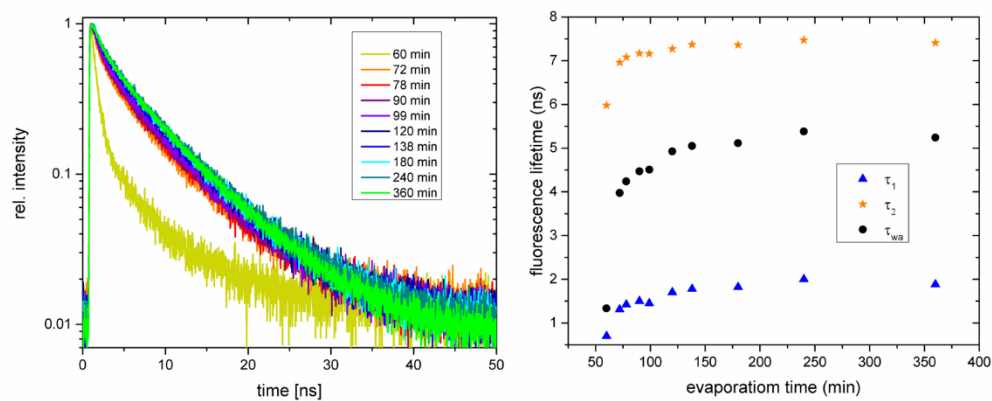 1
0.1
0.01
rel. intensity
60 min
72 min
78 min
90 min
99 min
120 min
138 min
180 min
240 min
360 min
0 10 20 30 40 50
time [ns]
8
7
6
5
4
3
2
1
fluorescence lifetime (ns)
τ1
τ2
τwa
50 100 150 200 250 300 350 400
evaporatiom time (min)